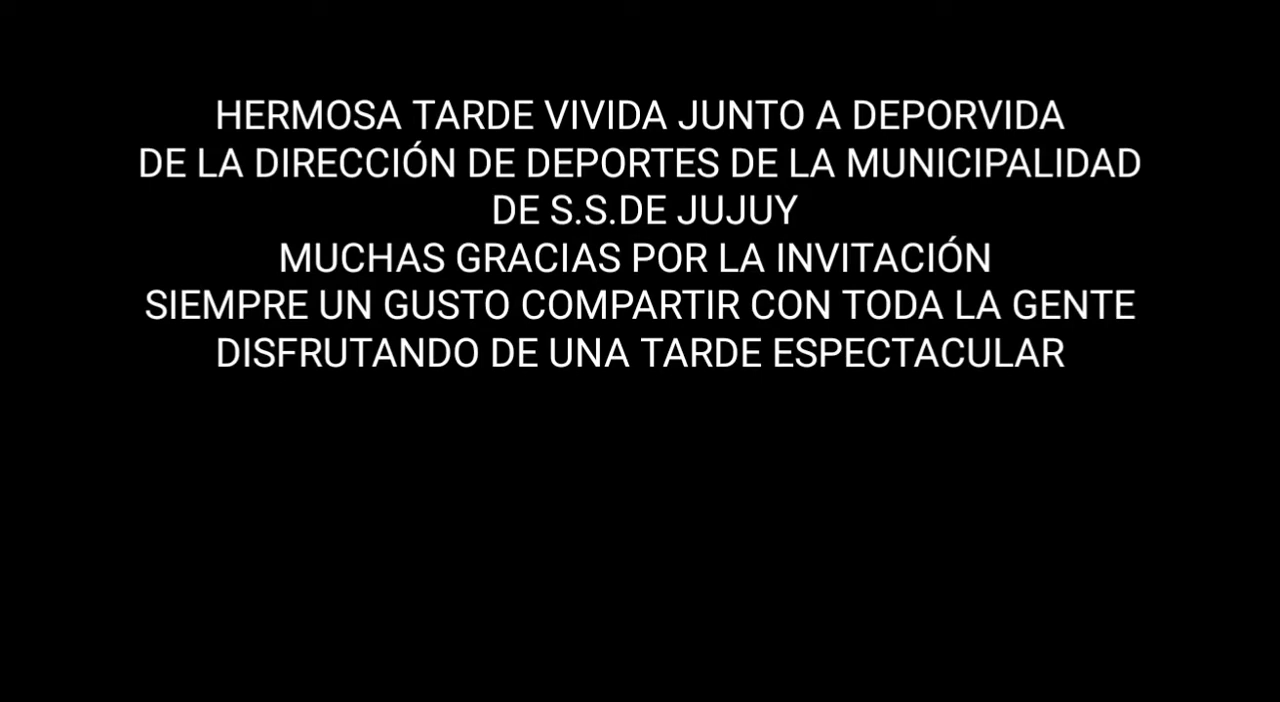 HERMOSA TARDE VIVIDA JUNTO A DEPORVIDA
DE LA DIRECCIÓN DE DEPORTES DE LA MUNICIPALIDAD
DE S.S.DE JUJUY
MUCHAS GRACIAS POR LA INVITACIÓN
SIEMPRE UN GUSTO COMPARTIR CON TODA LA GENTE
DISFRUTANDO DE UNA TARDE ESPECTACULAR